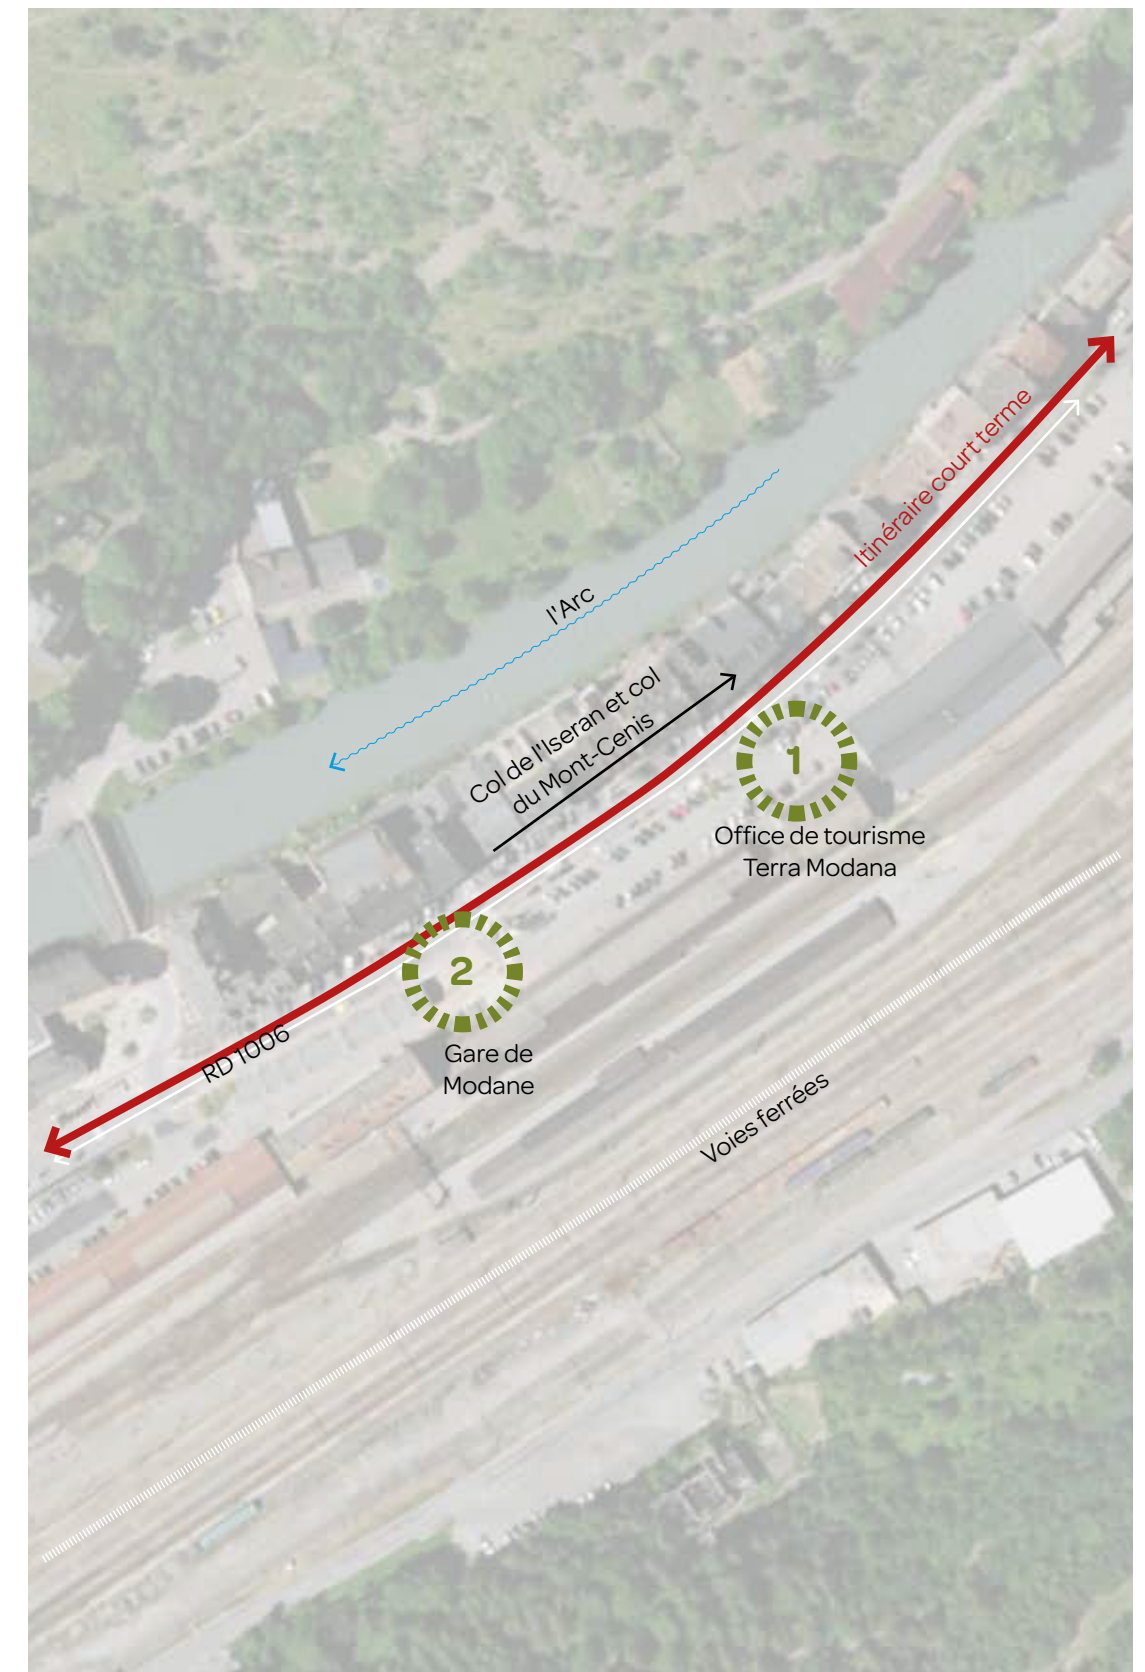 Itinéraire court terme
l'Arc
Col de l'Iseran et col
du Mont-Cenis
1
Office de tourisme
Terra Modana
2
Gare de
Modane
RD 1006
Voies ferrées